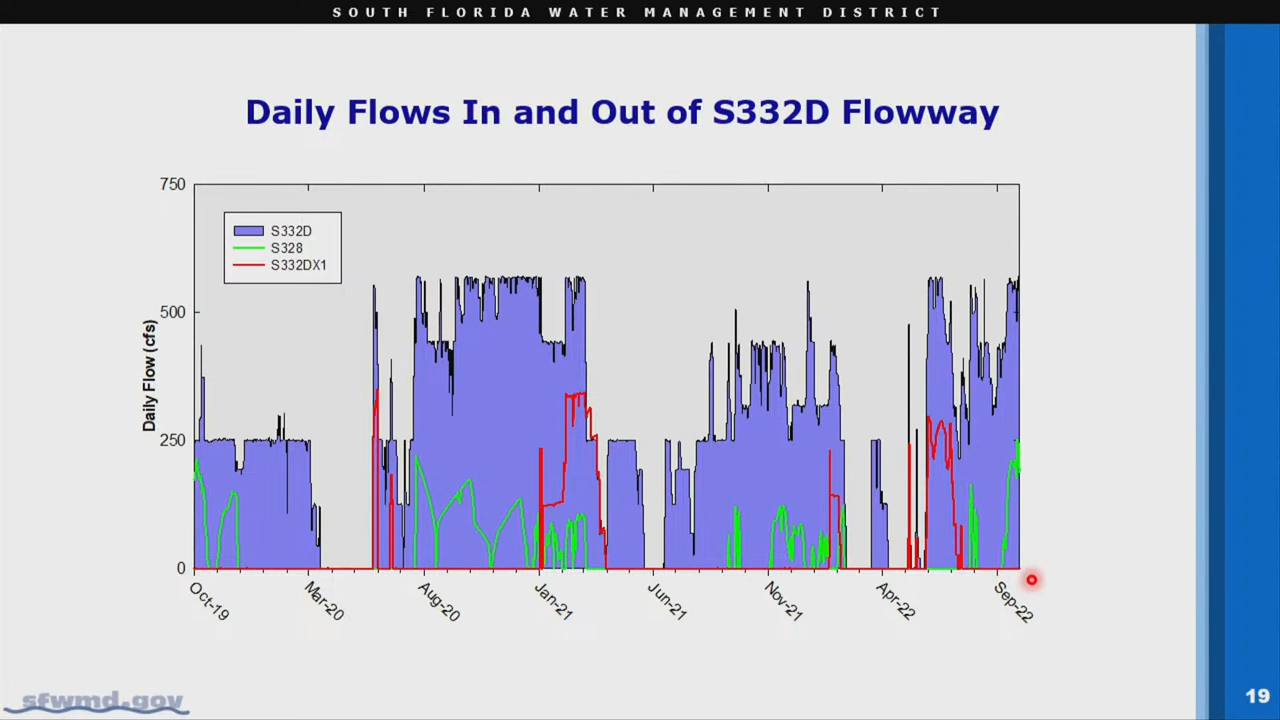 SOUTH FLORIDA WATER MANAGEMENT DISTRICT
Daily Flows In and Out of S332D Flowway
750
500
250
0
Daily Flow (cfs)
S332D
S328
S332DX1
Oct-19
Mar-20
Aug-20
Jan-21
Jun-21
Nov-21
Apr-22
Sep-22
sfwmd.gov
19